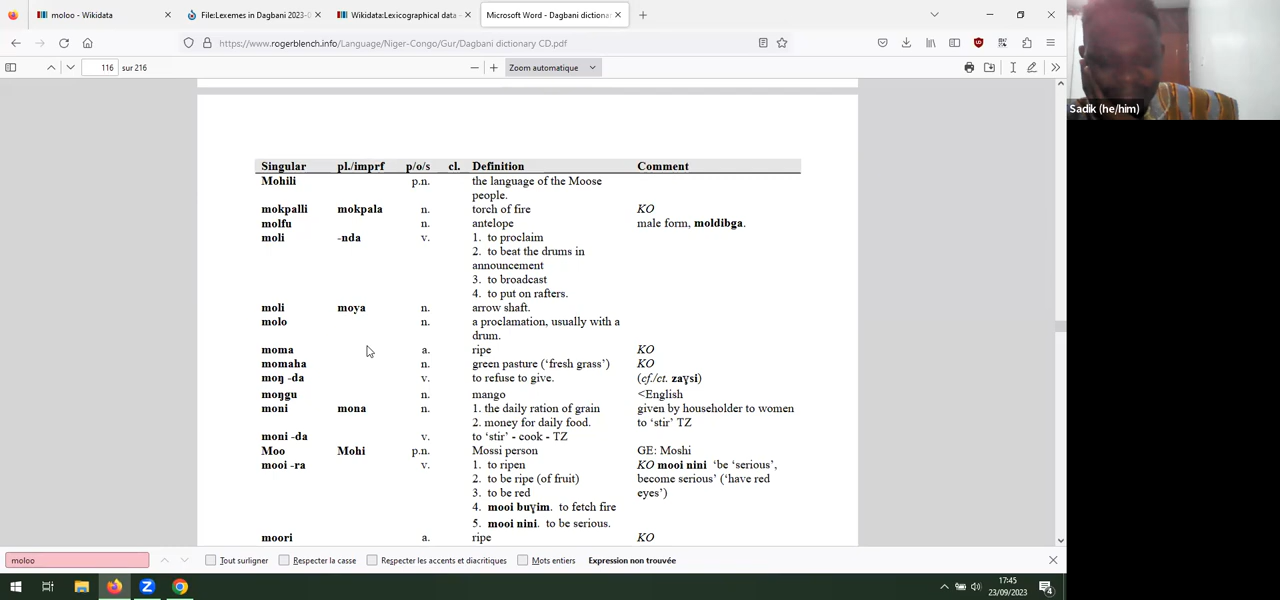 moloo - Wikidata
File:Lexemes in Dagbani 2023-0
Wikidata:Lexicographical data -
Microsoft Word - Dagbani dictiona
https://www.rogerblench.info/Language/Niger-Congo/Gur/Dagbani dictionary CD.pdf
116 sur 216
Zoom automatique
Sadik (he/him)
Singular pl./imprf p/o/s cl. Definition Comment
Mohili p.n. the language of the Moose
people.
mokpalli mokpala n. torch of fire KO
molfu n. antelope male form, moldibga.
moli -nda v. 1. to proclaim
2. to beat the drums in
announcement
3. to broadcast
4. to put on rafters.
moli moya n. arrow shaft.
molo n. a proclamation, usually with a
drum.
moma a. ripe KO
momaha n. green pasture (‘fresh grass’) KO
moŋ -da v. to refuse to give. (cf./ct. zaɣsi)
moŋgu n. mango <English
moni mona n. 1. the daily ration of grain given by householder to women
2. money for daily food. to ‘stir’ TZ
moni -da v. to ‘stir’ - cook - TZ
Moo Mohi p.n. Mossi person GE: Moshi
mooi -ra v. 1. to ripen KO mooi nini ‘be ‘serious’,
2. to be ripe (of fruit) become serious’ (‘have red
3. to be red eyes’)
4. mooi buɣim. to fetch fire
5. mooi nini. to be serious.
moori a. ripe KO
moloo
Tout surligner
Respecter la casse
Respecter les accents et diacritiques
Mots entiers
Expression non trouvée
17:45
23/09/2023
4